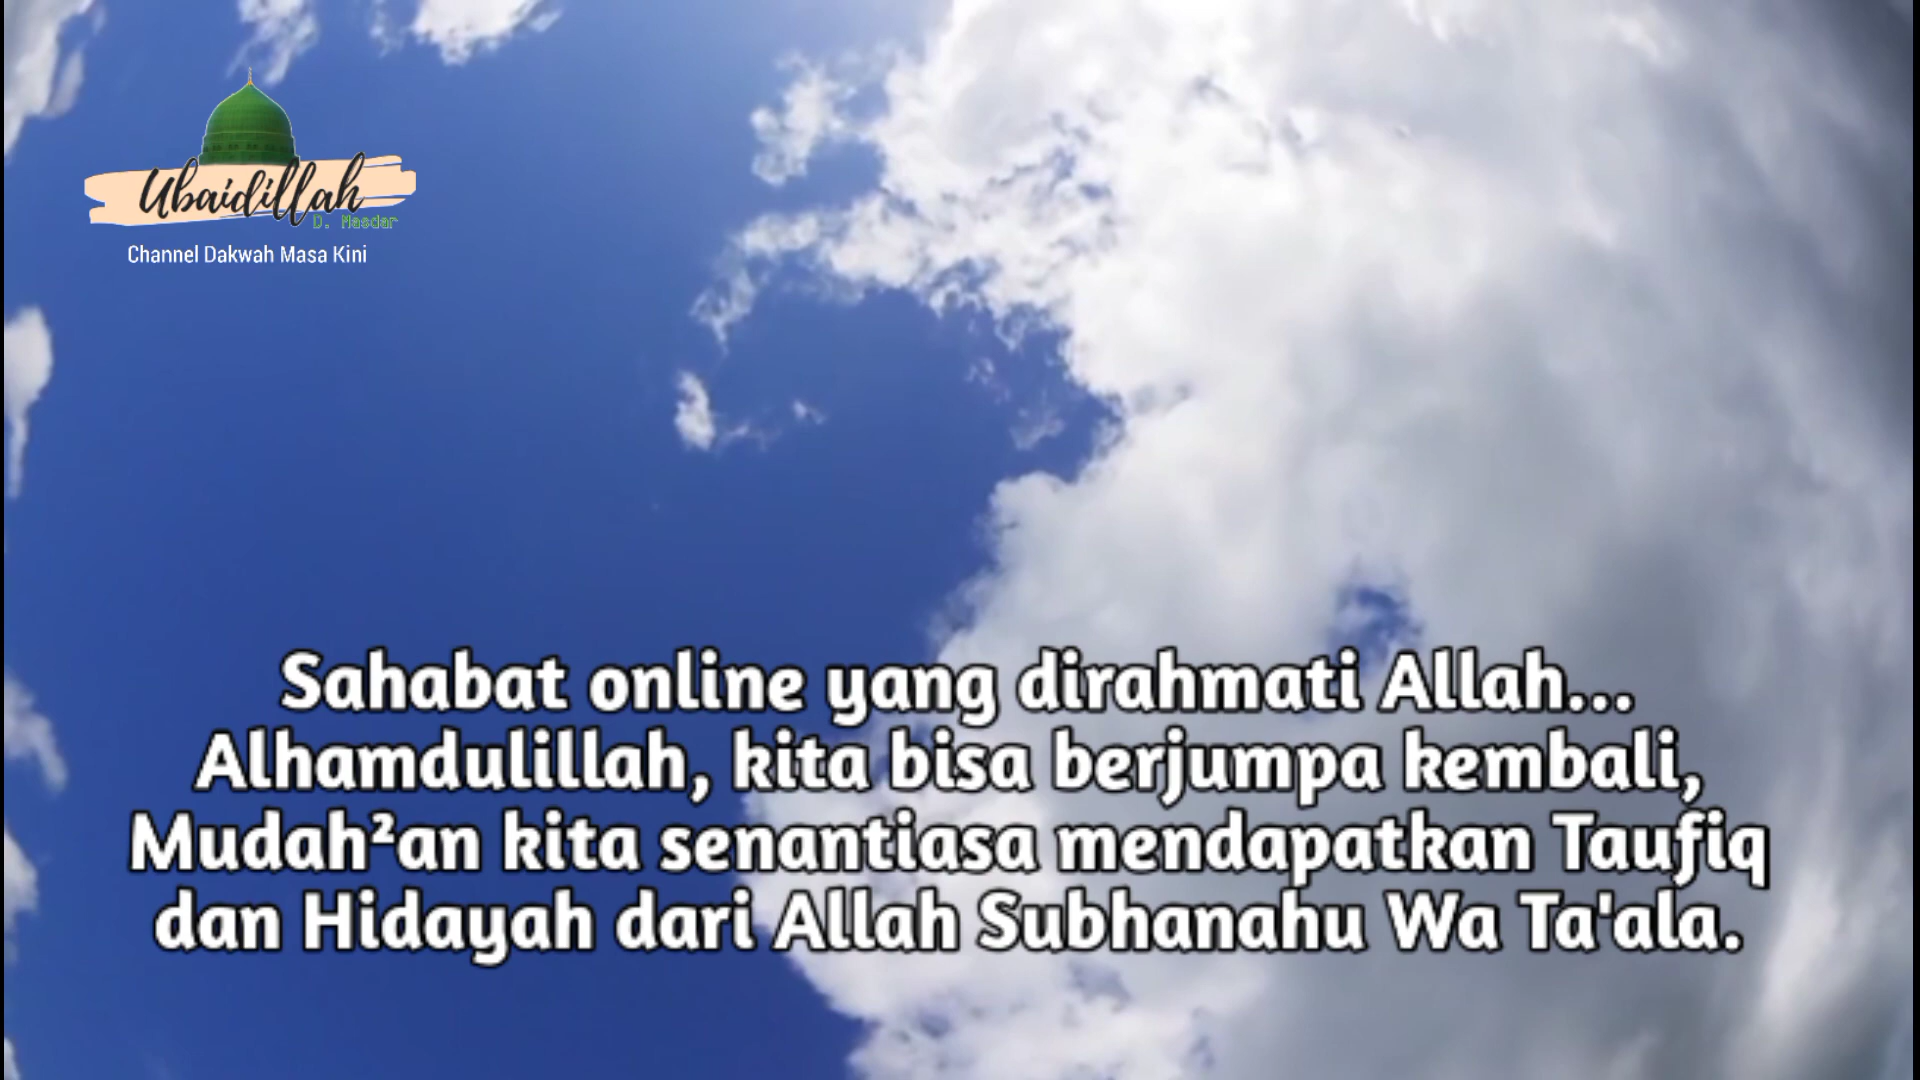 Ubaidillah
D. Masdar
Channel Dakwah Masa Kini
Sahabat online yang dirahmati Allah...
Alhamdulillah, kita bisa berjumpa kembali,
Mudah²an kita senantiasa mendapatkan Taufiq
dan Hidayah dari Allah Subhanahu Wa Ta'ala.